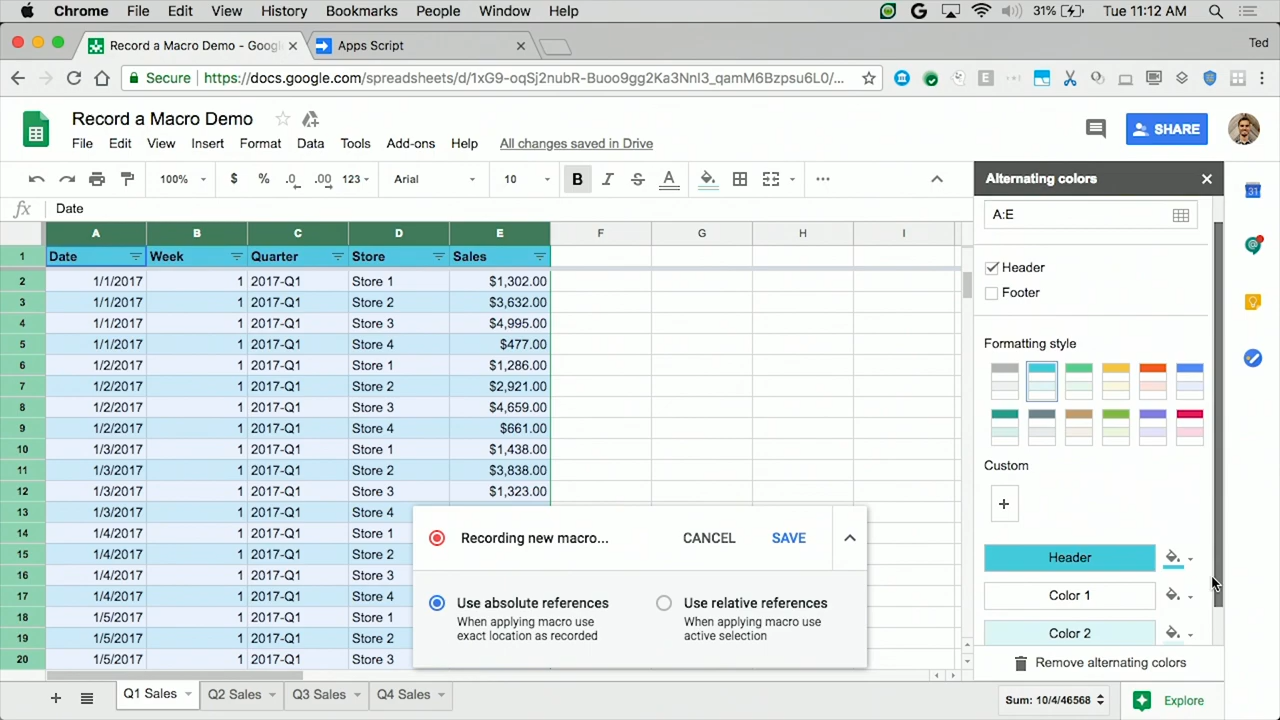 Chrome File Edit View History Bookmarks People Window Help 31% Tue 11:12 AM
Record a Macro Demo - Googl Apps Script Ted
Secure https://docs.google.com/spreadsheets/d/1xG9-oqSj2nubR-Buoo9gg2Ka3Nnl3_qamM6Bzpsu6L0/...
Record a Macro Demo
SHARE
File Edit View Insert Format Data Tools Add-ons Help All changes saved in Drive
100% $ % .0 .00 123 Arial 10 B I S A ...
Alternating colors
fx Date
A:E
A B C D E F G H I
1 Date Week Quarter Store Sales
2 1/1/2017 1 2017-Q1 Store 1 $1,302.00
3 1/1/2017 1 2017-Q1 Store 2 $3,632.00
4 1/1/2017 1 2017-Q1 Store 3 $4,995.00
5 1/1/2017 1 2017-Q1 Store 4 $477.00
6 1/2/2017 1 2017-Q1 Store 1 $1,286.00
7 1/2/2017 1 2017-Q1 Store 2 $2,921.00
8 1/2/2017 1 2017-Q1 Store 3 $4,659.00
9 1/2/2017 1 2017-Q1 Store 4 $661.00
10 1/3/2017 1 2017-Q1 Store 1 $1,438.00
11 1/3/2017 1 2017-Q1 Store 2 $3,838.00
12 1/3/2017 1 2017-Q1 Store 3 $1,323.00
13 1/3/2017 1 2017-Q1 Store 4
14 1/4/2017 1 2017-Q1 Store 1
15 1/4/2017 1 2017-Q1 Store 2
16 1/4/2017 1 2017-Q1 Store 3
17 1/4/2017 1 2017-Q1 Store 4
18 1/5/2017 1 2017-Q1 Store 1
19 1/5/2017 1 2017-Q1 Store 2
20 1/5/2017 1 2017-Q1 Store 3
Recording new macro... CANCEL SAVE
Use absolute references
When applying macro use
exact location as recorded
Use relative references
When applying macro use
active selection
Header
Footer
Formatting style
Custom
+
Header
Color 1
Color 2
Remove alternating colors
31
Q1 Sales Q2 Sales Q3 Sales Q4 Sales
Sum: 10/4/46568
Explore